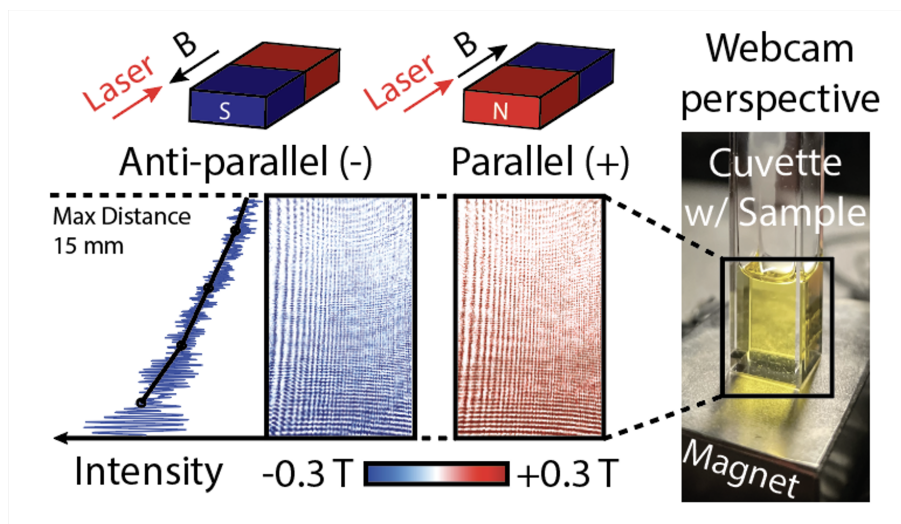 Laser
B
S
Laser
B
N
Webcam
perspective
Anti-parallel (-)
Parallel (+)
Max Distance
15 mm
Cuvette
w/ Sample
Magnet
Intensity
-0.3 T
+0.3 T